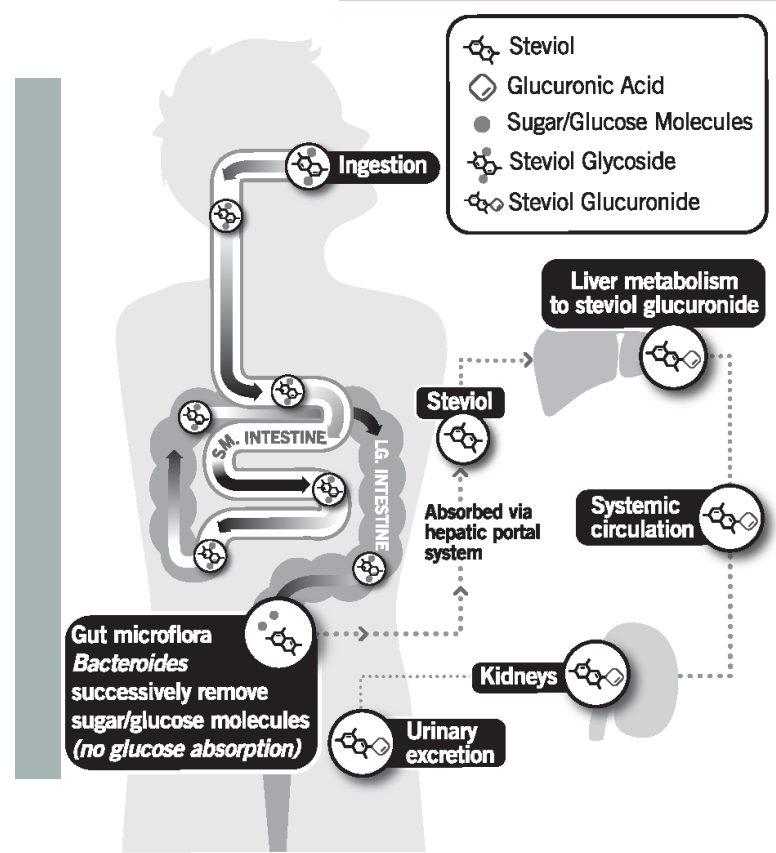 Steviol
Glucuronic Acid
Sugar/Glucose Molecules
Steviol Glycoside
Steviol Glucuronide
Ingestion
Liver metabolism
to steviol glucuronide
Steviol
S.M. INTESTINE
LG. INTESTINE
Absorbed via
hepatic portal
system
Systemic
circulation
Gut microflora
Bacteroides
successively remove
sugar/glucose molecules
(no glucose absorption)
Kidneys
Urinary
excretion